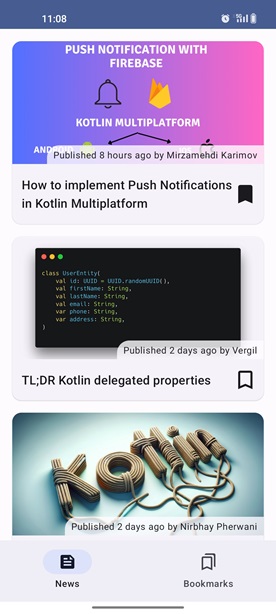 11:08
PUSH NOTIFICATION WITH
FIREBASE
KOTLIN MULTIPLATFORM
Published 8 hours ago by Mirzamehdi Karimov
How to implement Push Notifications
in Kotlin Multiplatform
class UserEntity(
val id: UUID = UUID.randomUUID(),
val firstName: String,
val lastName: String,
val email: String,
var phone: String,
var address: String,
)
Published 2 days ago by Vergil
TL;DR Kotlin delegated properties
Kotlin
Published 2 days ago by Nirbhay Pherwani
News
Bookmarks